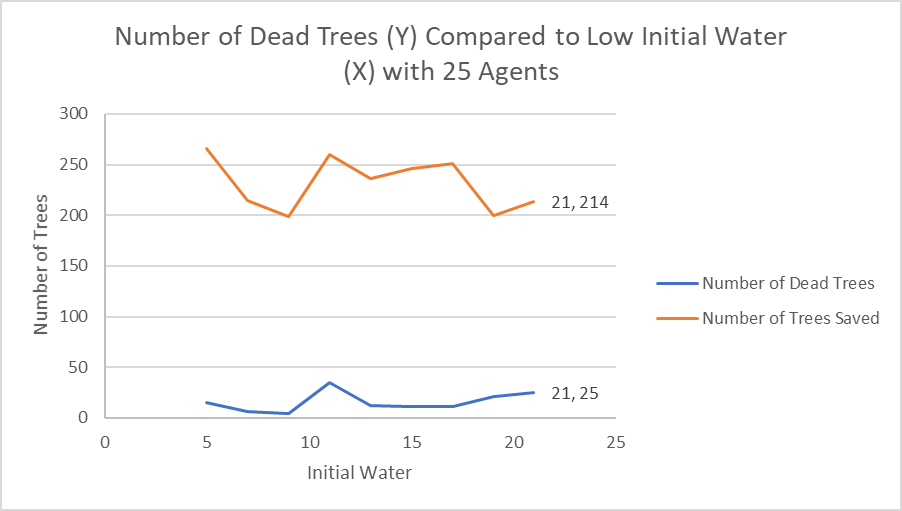 Number of Dead Trees (Y) Compared to Low Initial Water
(X) with 25 Agents
300
250
200
150
100
50
0
Number of Trees
21, 214
21, 25
0 5 10 15 20 25
Initial Water
Number of Dead Trees
Number of Trees Saved